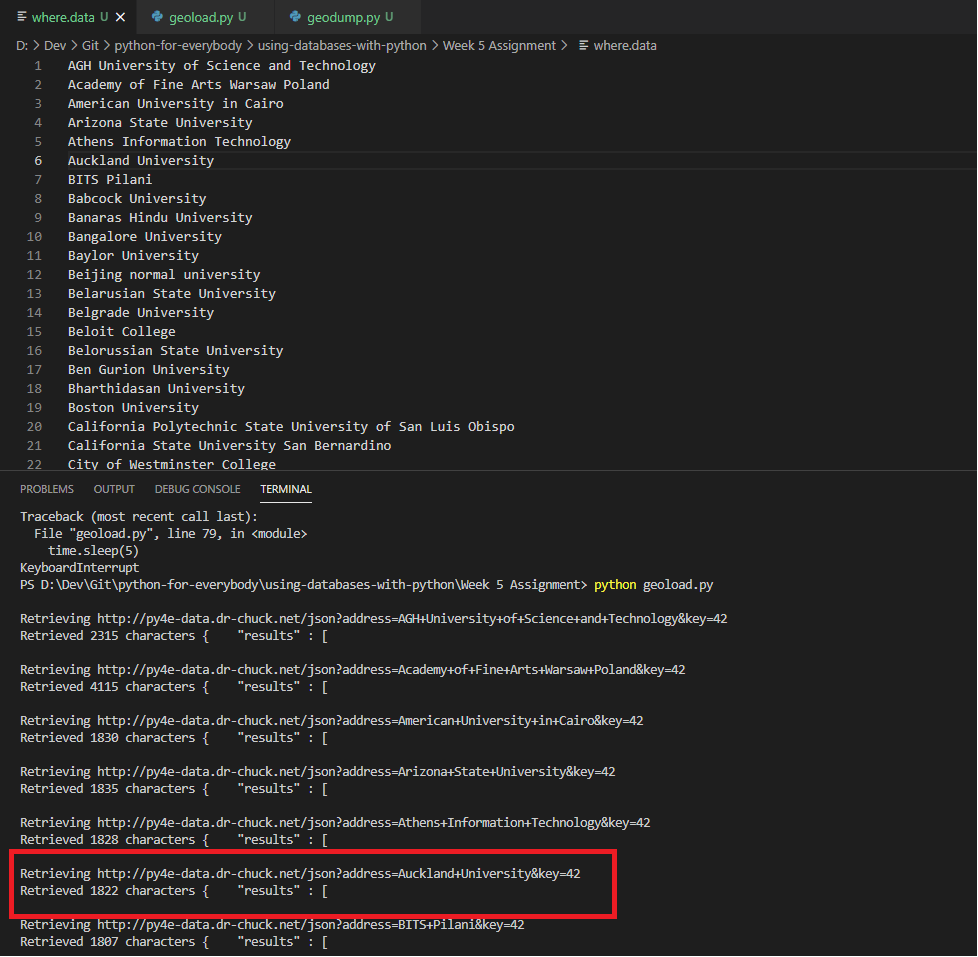 where.data U ✕ geoload.py U geodump.py U
D: > Dev > Git > python-for-everybody > using-databases-with-python > Week 5 Assignment > where.data
1 AGH University of Science and Technology
2 Academy of Fine Arts Warsaw Poland
3 American University in Cairo
4 Arizona State University
5 Athens Information Technology
6 Auckland University
7 BITS Pilani
8 Babcock University
9 Banaras Hindu University
10 Bangalore University
11 Baylor University
12 Beijing normal university
13 Belarusian State University
14 Belgrade University
15 Beloit College
16 Belorussian State University
17 Ben Gurion University
18 Bharthidasan University
19 Boston University
20 California Polytechnic State University of San Luis Obispo
21 California State University San Bernardino
22 City of Westminster College
PROBLEMS OUTPUT DEBUG CONSOLE TERMINAL
Traceback (most recent call last):
File "geoload.py", line 79, in <module>
time.sleep(5)
KeyboardInterrupt
PS D:\Dev\Git\python-for-everybody\using-databases-with-python\Week 5 Assignment> python geoload.py
Retrieving http://py4e-data.dr-chuck.net/json?address=AGH+University+of+Science+and+Technology&key=42
Retrieved 2315 characters { "results" : [
Retrieving http://py4e-data.dr-chuck.net/json?address=Academy+of+Fine+Arts+Warsaw+Poland&key=42
Retrieved 4115 characters { "results" : [
Retrieving http://py4e-data.dr-chuck.net/json?address=American+University+in+Cairo&key=42
Retrieved 1830 characters { "results" : [
Retrieving http://py4e-data.dr-chuck.net/json?address=Arizona+State+University&key=42
Retrieved 1835 characters { "results" : [
Retrieving http://py4e-data.dr-chuck.net/json?address=Athens+Information+Technology&key=42
Retrieved 1828 characters { "results" : [
Retrieving http://py4e-data.dr-chuck.net/json?address=Auckland+University&key=42
Retrieved 1822 characters { "results" : [
Retrieving http://py4e-data.dr-chuck.net/json?address=BITS+Pilani&key=42
Retrieved 1807 characters { "results" : [